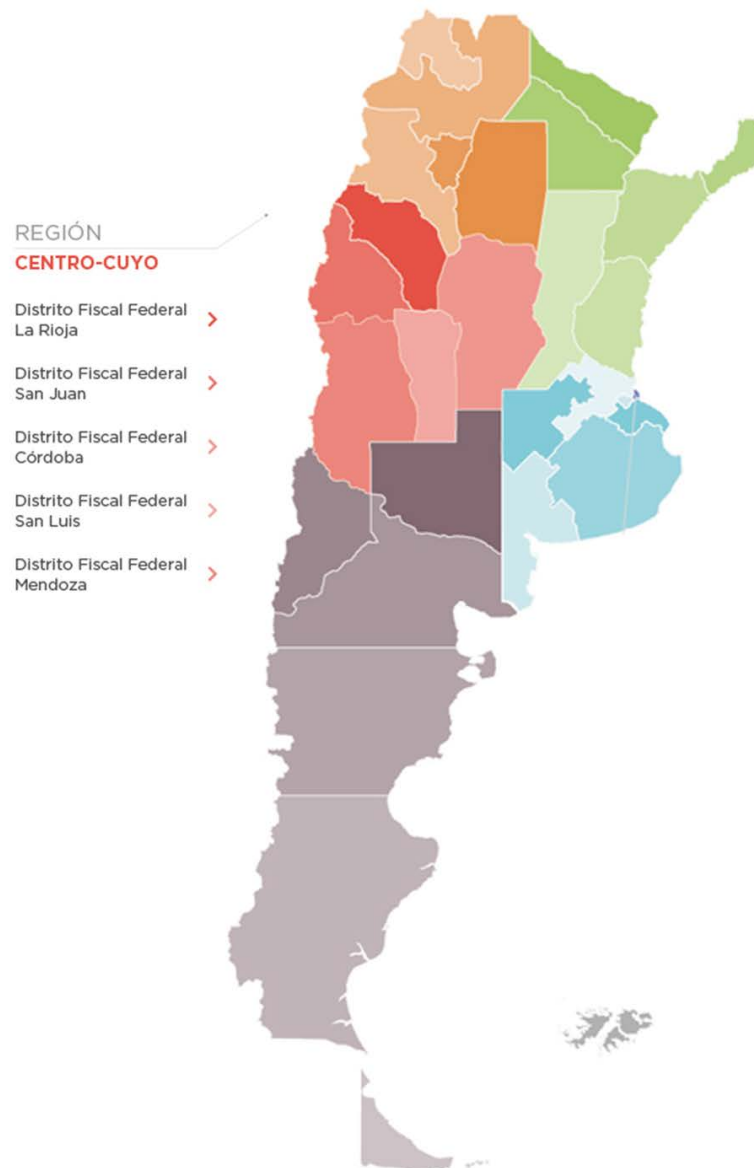 REGIÓN
CENTRO-CUYO
Distrito Fiscal Federal
La Rioja
Distrito Fiscal Federal
San Juan
Distrito Fiscal Federal
Córdoba
Distrito Fiscal Federal
San Luis
Distrito Fiscal Federal
Mendoza